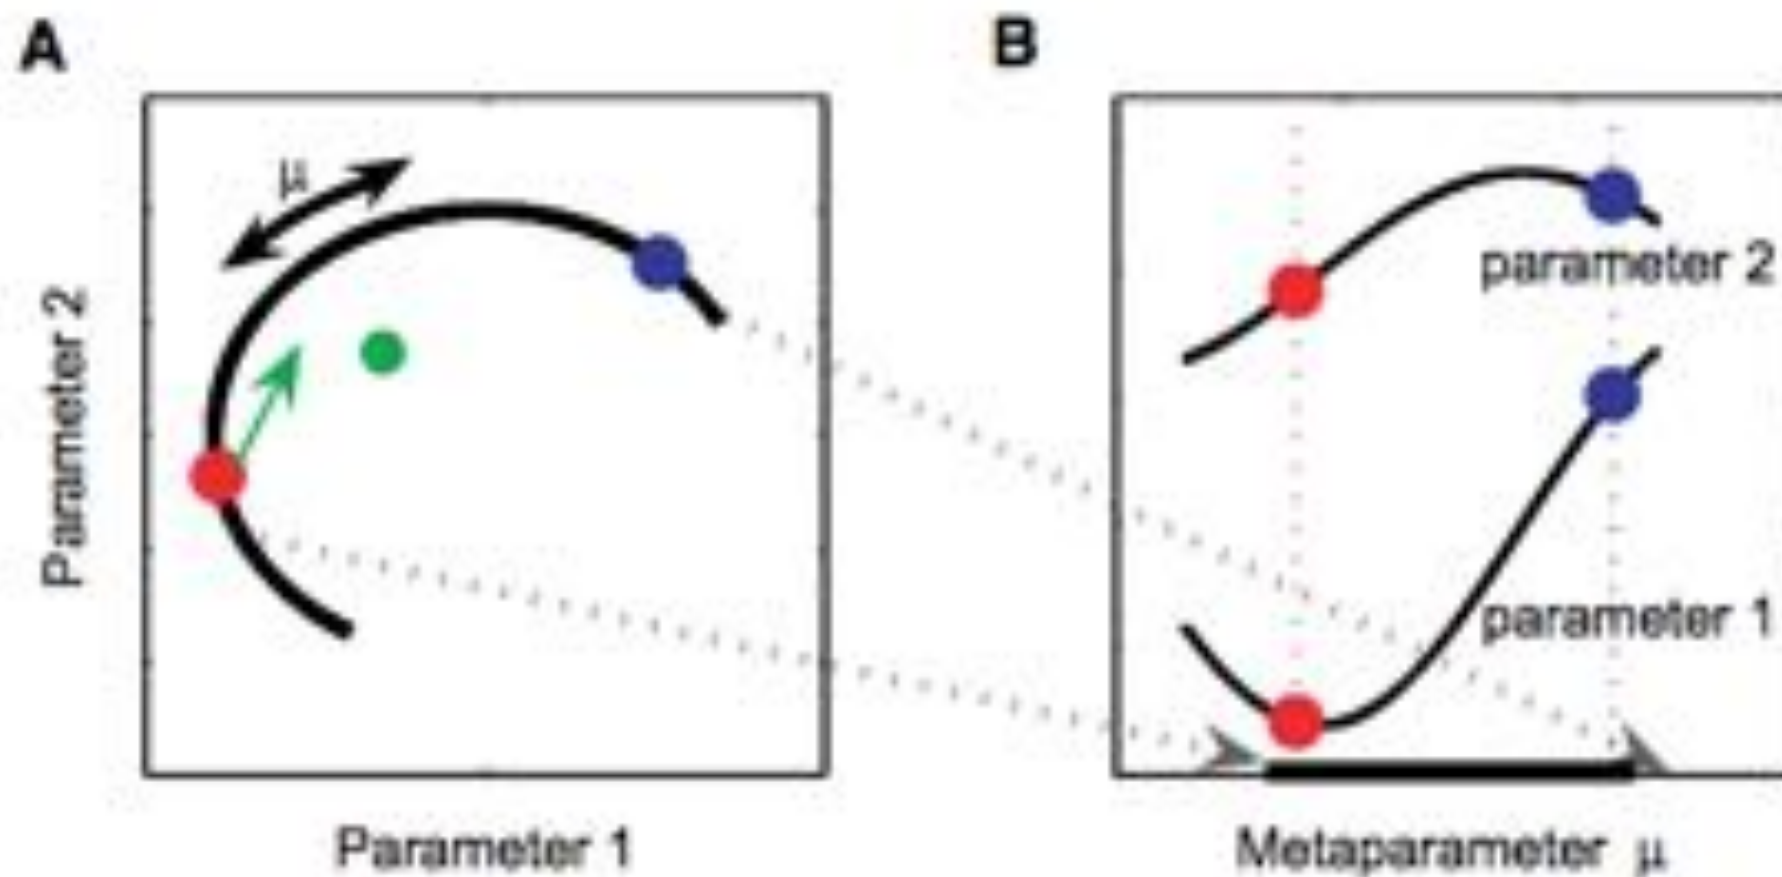 A
B
μ
Parameter 2
Parameter 1
parameter 2
parameter 1
Metaparameter μ